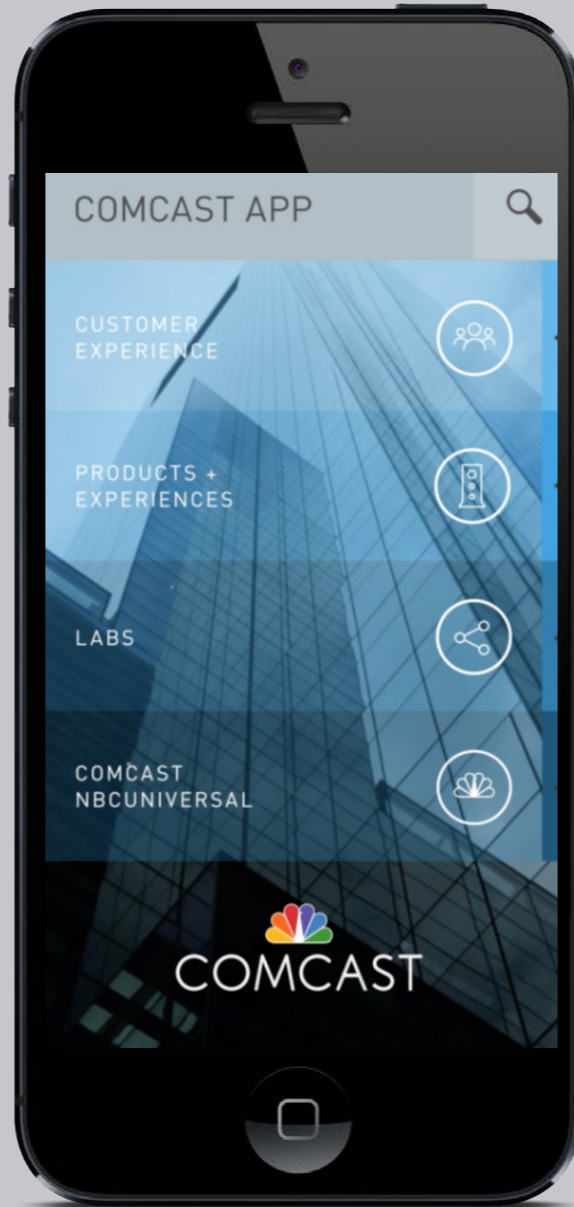 COMCAST APP
CUSTOMER
EXPERIENCE
PRODUCTS +
EXPERIENCES
LABS
COMCAST
NBCUNIVERSAL
COMCAST